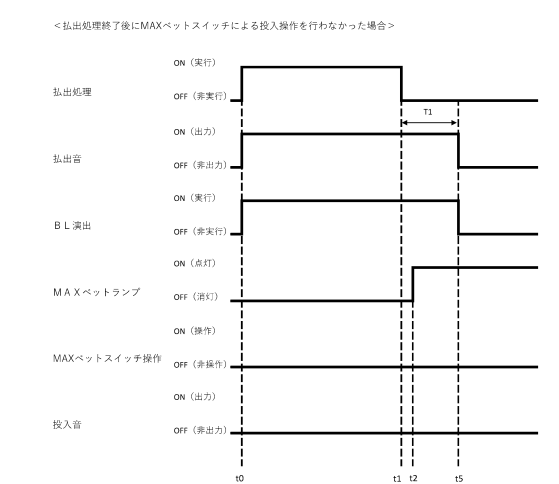 ＜払出処理終了後にMAXベットスイッチによる投入操作を行わなかった場合＞
ON（実行）
払出処理
OFF（非実行）
T1
ON（出力）
払出音
OFF（非出力）
ON（実行）
ＢＬ演出
OFF（非実行）
ON（点灯）
ＭＡＸベットランプ
OFF（消灯）
ON（操作）
MAXベットスイッチ操作
OFF（非操作）
ON（出力）
投入音
OFF（非出力）
t0 t1 t2 t5